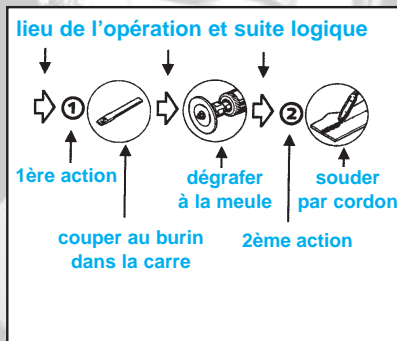 lieu de l'opération et suite logique
1 2
1ère action
dégrafer
à la meule
souder
par cordon
couper au burin
dans la carre
2ème action